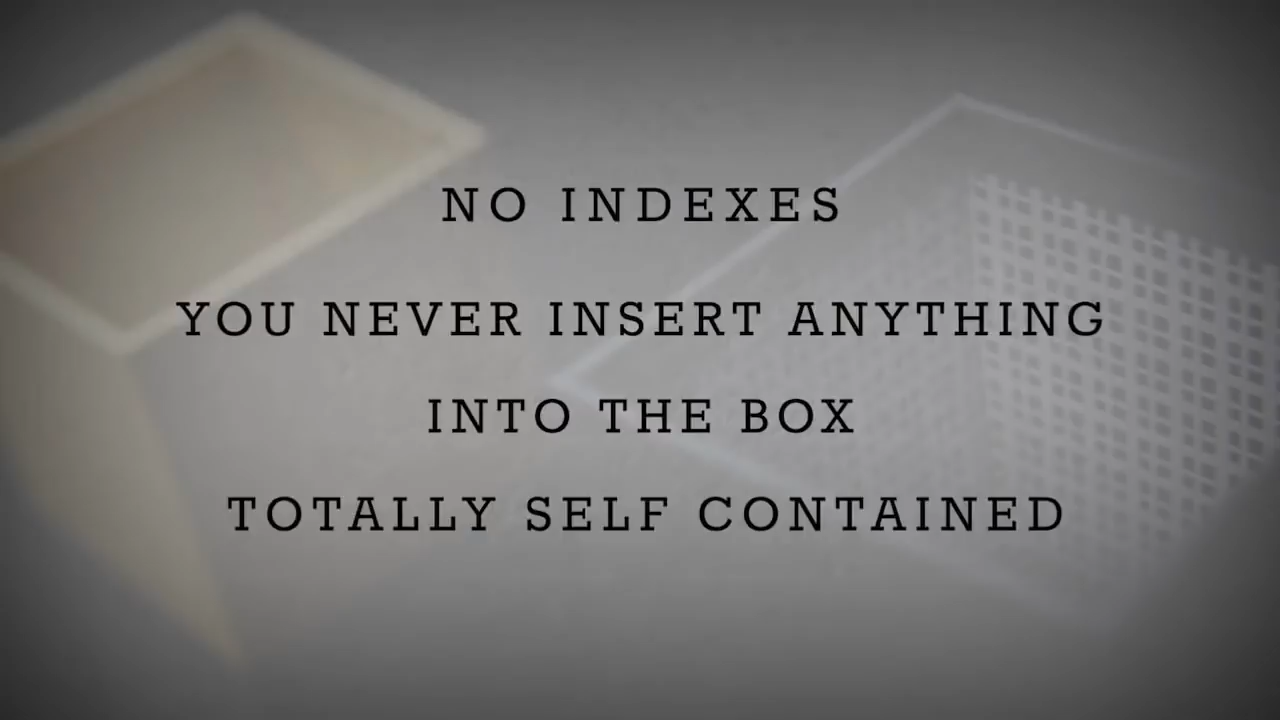 NO INDEXES
YOU NEVER INSERT ANYTHING
INTO THE BOX
TOTALLY SELF CONTAINED